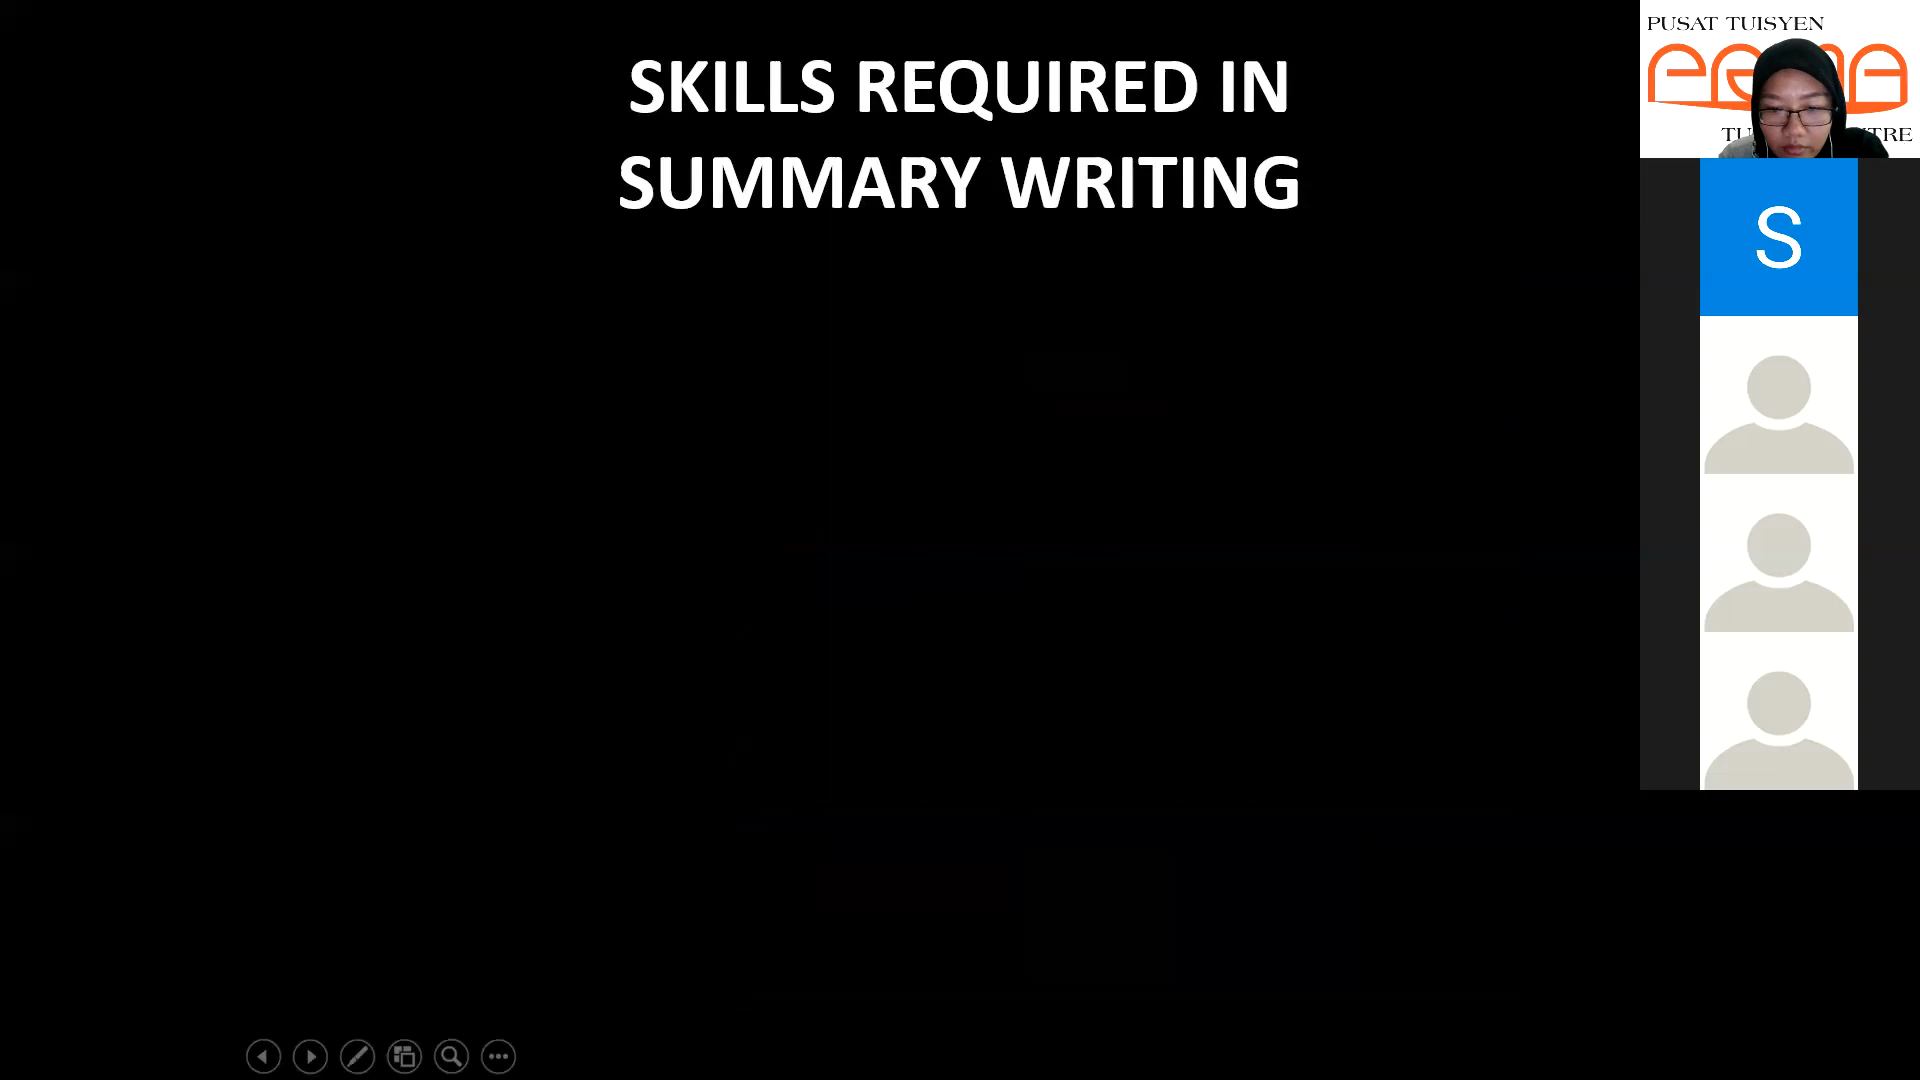 SKILLS REQUIRED IN
SUMMARY WRITING
PUSAT TUISYEN
S